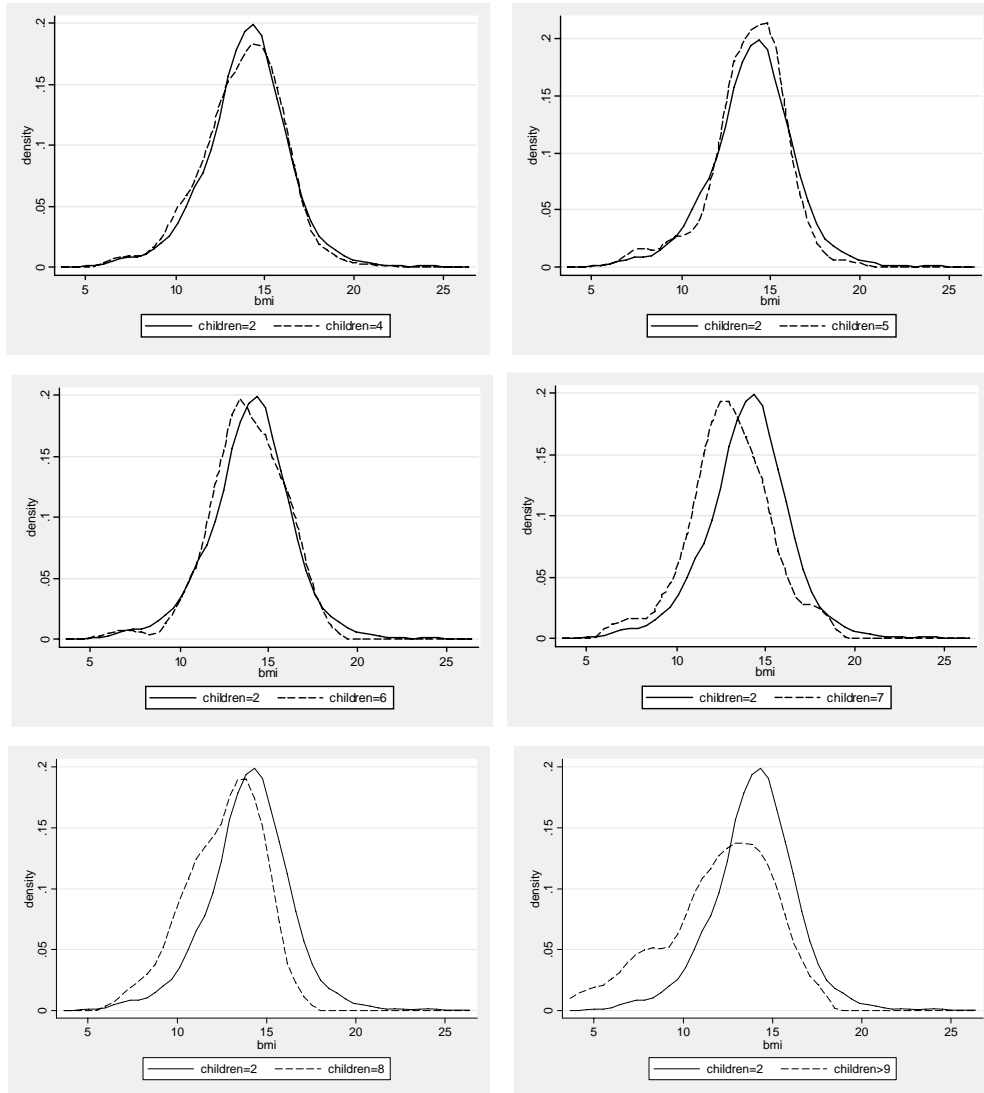 density
0 .05 .1 .15 .2
5 10 15 20 25
bmi
children=2 children=4
density
0 .05 .1 .15 .2
5 10 15 20 25
bmi
children=2 children=5
density
0 .05 .1 .15 .2
5 10 15 20 25
bmi
children=2 children=6
density
0 .05 .1 .15 .2
5 10 15 20 25
bmi
children=2 children=7
density
0 .05 .1 .15 .2
5 10 15 20 25
bmi
children=2 children=8
density
0 .05 .1 .15 .2
5 10 15 20 25
bmi
children=2 children>9